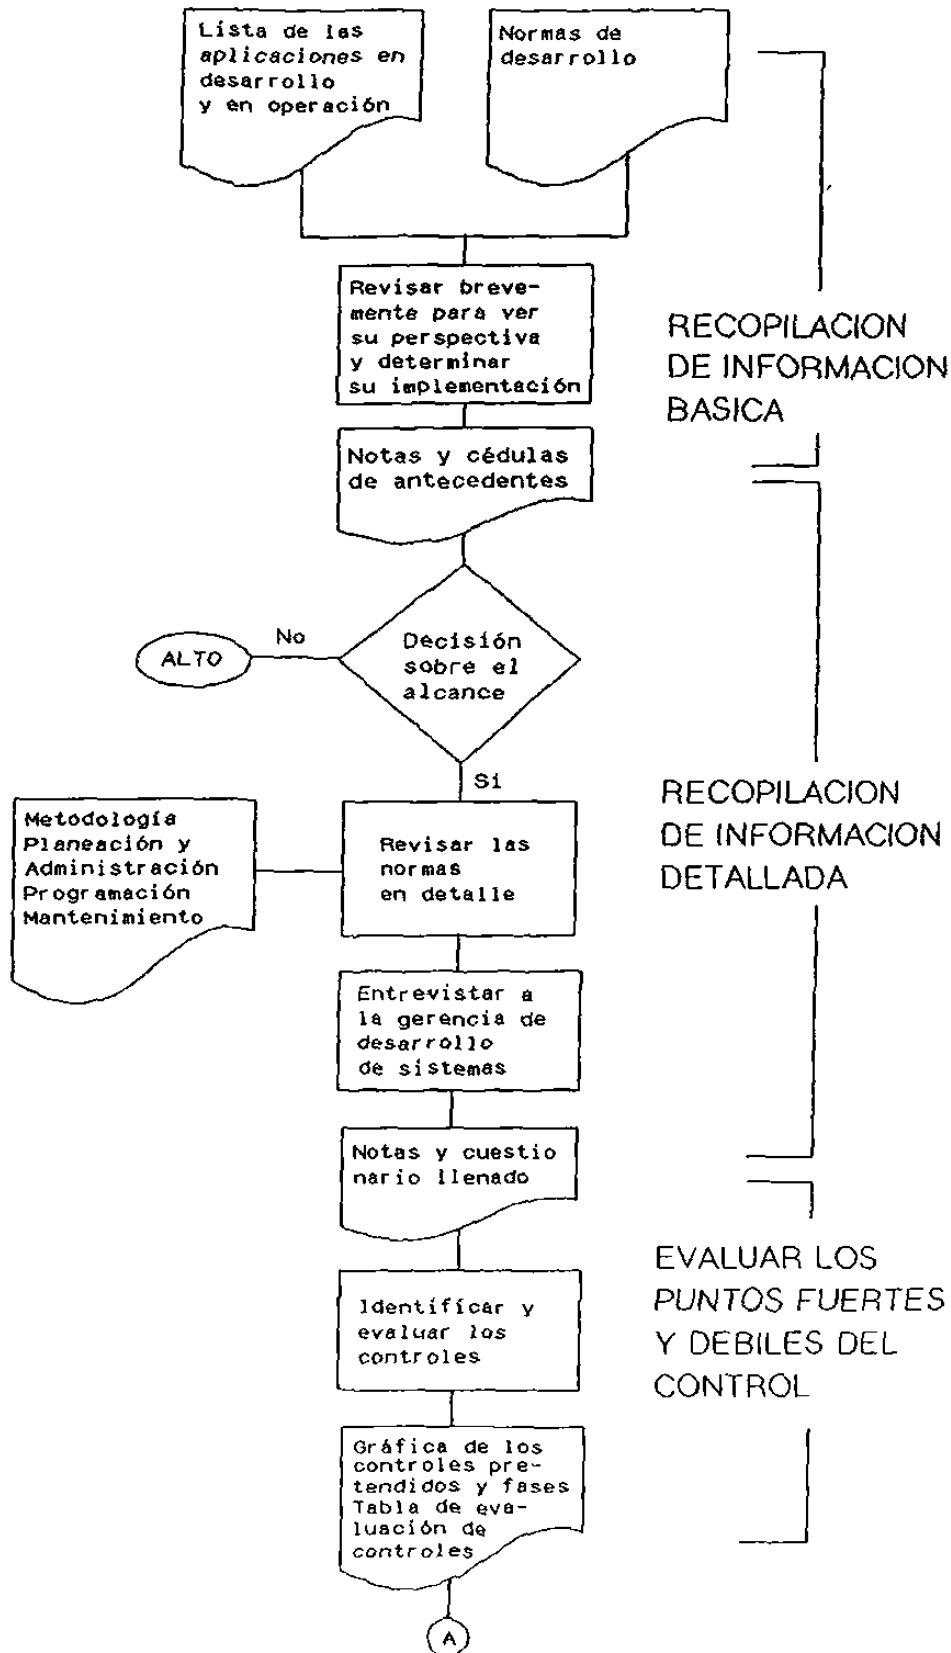 Lista de las
aplicaciones en
desarrollo
y en operación
Normas de
desarrollo
Revisar breve-
mente para ver
su perspectiva
y determinar
su implementación
RECOPILACION
DE INFORMACION
BASICA
Notas y cédulas
de antecedentes
No
ALTO
Decisión
sobre el
alcance
Si
Metodología
Planeación y
Administración
Programación
Mantenimiento
Revisar las
normas
en detalle
RECOPILACION
DE INFORMACION
DETALLADA
Entrevistar a
la gerencia de
desarrollo
de sistemas
Notas y cuestio
nario llenado
Identificar y
evaluar los
controles
EVALUAR LOS
PUNTOS FUERTES
Y DEBILES DEL
CONTROL
Gráfica de los
controles pre-
tendidos y fases
Tabla de eva-
luación de
controles
A